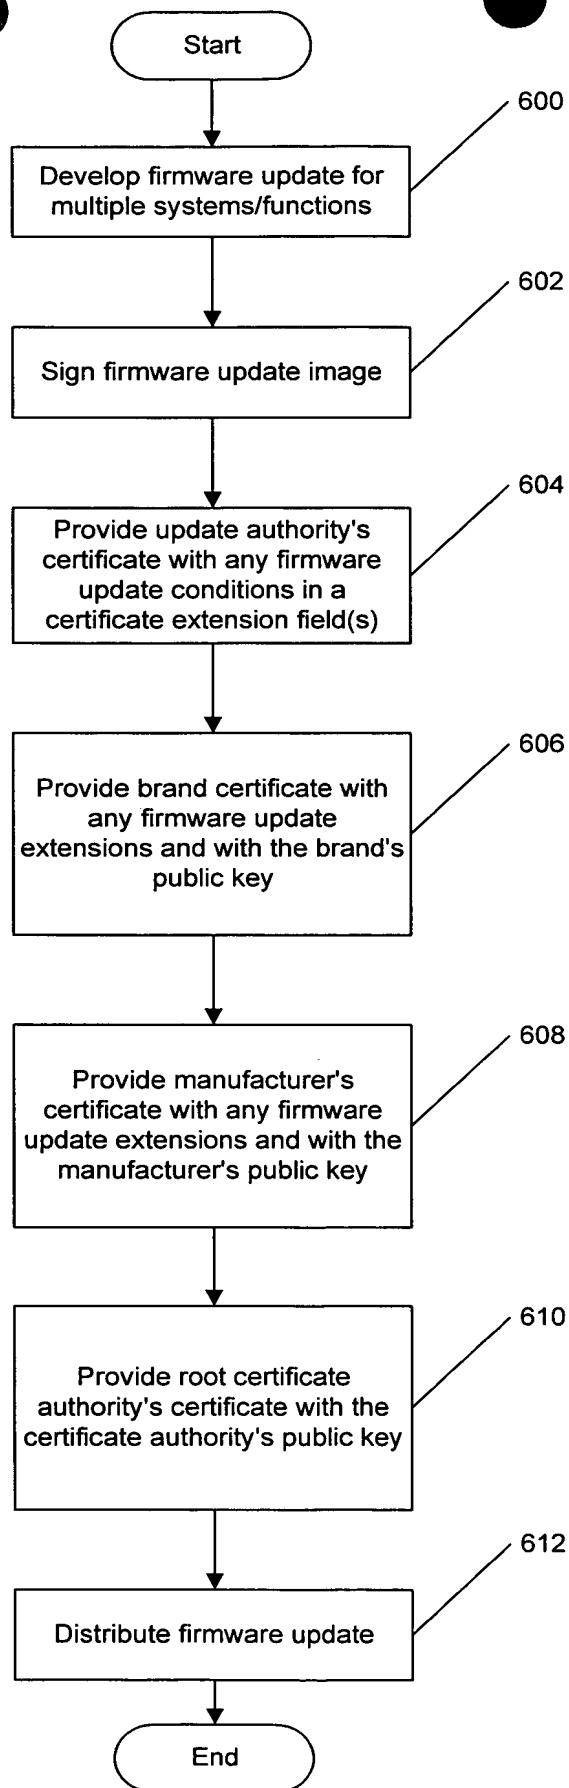 Start
600
Develop firmware update for
multiple systems/functions
602
Sign firmware update image
604
Provide update authority's
certificate with any firmware
update conditions in a
certificate extension field(s)
606
Provide brand certificate with
any firmware update
extensions and with the brand's
public key
608
Provide manufacturer's
certificate with any firmware
update extensions and with the
manufacturer's public key
610
Provide root certificate
authority's certificate with the
certificate authority's public key
612
Distribute firmware update
End